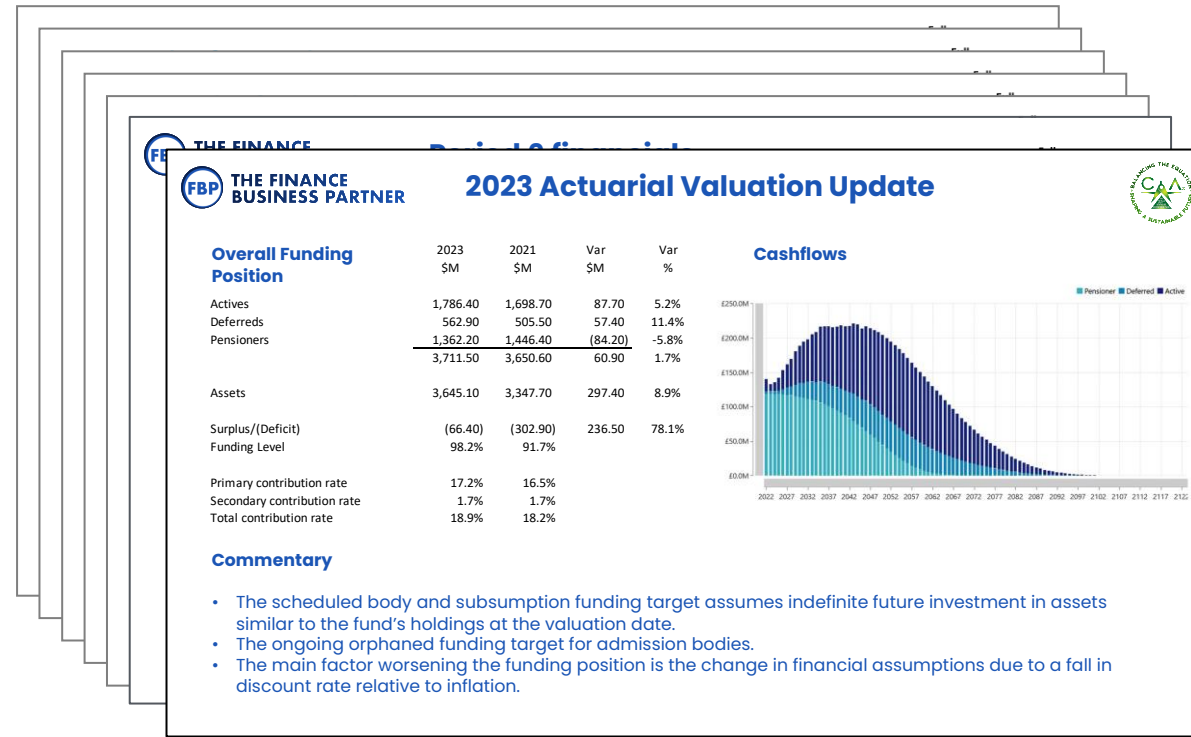 THE FINANCE
FBP THE FINANCE
BUSINESS PARTNER
2023 Actuarial Valuation Update
Overall Funding
Position
2023 2021 Var Var
$M $M $M %
Actives 1,786.40 1,698.70 87.70 5.2%
Deferreds 562.90 505.50 57.40 11.4%
Pensioners 1,362.20 1,446.40 (84.20) -5.8%
3,711.50 3,650.60 60.90 1.7%
Assets 3,645.10 3,347.70 297.40 8.9%
Surplus/(Deficit) (66.40) (302.90) 236.50 78.1%
Funding Level 98.2% 91.7%
Primary contribution rate 17.2% 16.5%
Secondary contribution rate 1.7% 1.7%
Total contribution rate 18.9% 18.2%
Cashflows
Pensioner Deferred Active
£250.0M
£200.0M
£150.0M
£100.0M
£50.0M
£0.0M
2022 2027 2032 2037 2042 2047 2052 2057 2062 2067 2072 2077 2082 2087 2092 2097 2102 2107 2112 2117
Commentary
• The scheduled body and subsumption funding target assumes indefinite future investment in assets
similar to the fund's holdings at the valuation date.
• The ongoing orphaned funding target for admission bodies.
• The main factor worsening the funding position is the change in financial assumptions due to a fall in
discount rate relative to inflation.